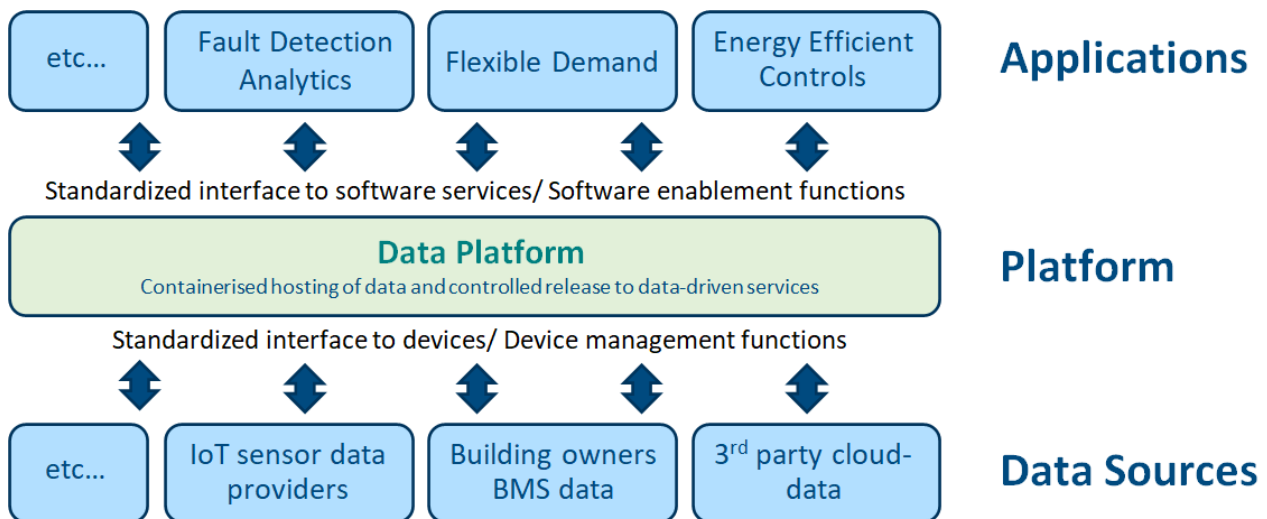 etc…
Fault Detection
Analytics
Flexible Demand
Energy Efficient
Controls
Applications
Standardized interface to software services/ Software enablement functions
Data Platform
Containerised hosting of data and controlled release to data-driven services
Platform
Standardized interface to devices/ Device management functions
etc…
IoT sensor data
providers
Building owners
BMS data
3rd party cloud-
data
Data Sources